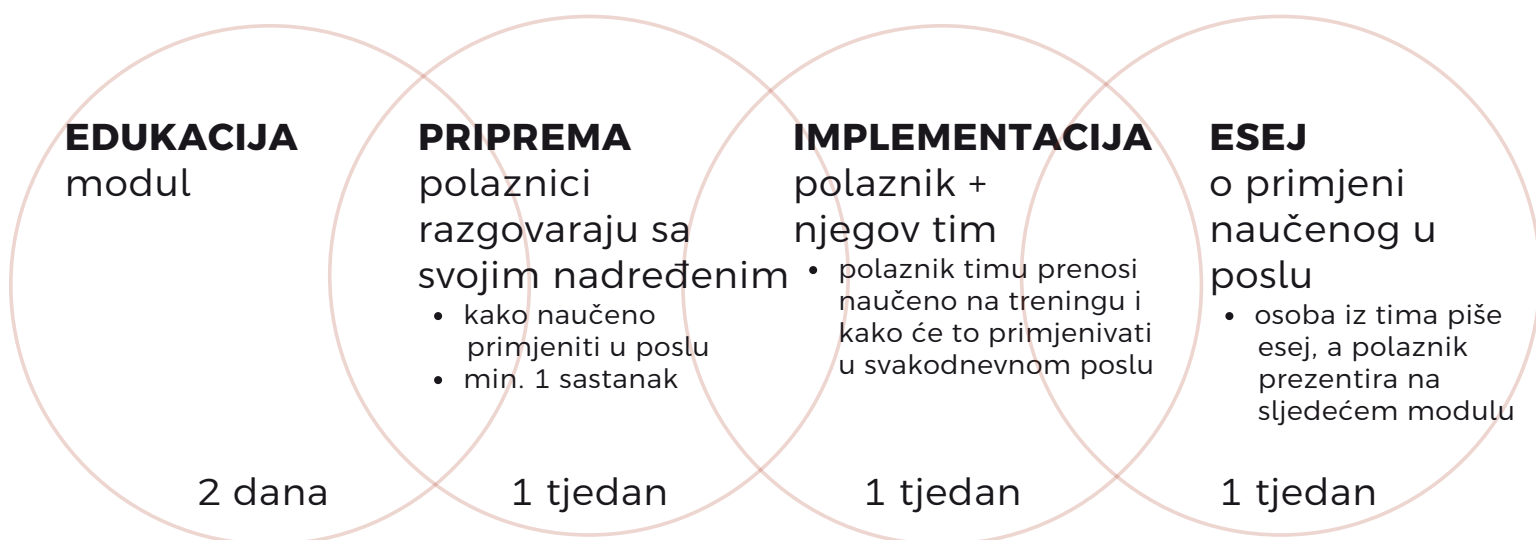 EDUKACIJA
modul
2 dana
PRIPREMA
polaznici
razgovaraju sa
svojim nadređenim
• kako naučeno
primjeniti u poslu
• min. 1 sastanak
1 tjedan
IMPLEMENTACIJA
polaznik +
njegov tim
• polaznik timu prenosi
naučeno na treningu i
kako će to primjenivati
u svakodnevnom poslu
1 tjedan
ESEJ
o primjeni
naučenog u
poslu
• osoba iz tima piše
esej, a polaznik
prezentira na
sljedećem modulu
1 tjedan